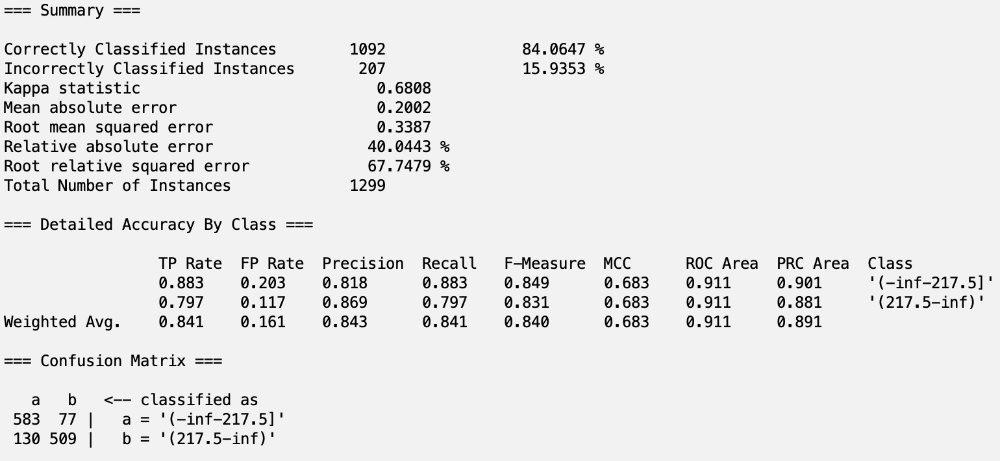 === Summary ===
Correctly Classified Instances 1092 84.0647 %
Incorrectly Classified Instances 207 15.9353 %
Kappa statistic 0.6808
Mean absolute error 0.2002
Root mean squared error 0.3387
Relative absolute error 40.0443 %
Root relative squared error 67.7479 %
Total Number of Instances 1299
=== Detailed Accuracy By Class ===
TP Rate FP Rate Precision Recall F-Measure MCC ROC Area PRC Area Class
0.883 0.203 0.818 0.883 0.849 0.683 0.911 0.901 '(-inf-217.5]'
0.797 0.117 0.869 0.797 0.831 0.683 0.911 0.881 '(217.5-inf)'
Weighted Avg. 0.841 0.161 0.843 0.841 0.840 0.683 0.911 0.891
=== Confusion Matrix ===
a b <-- classified as
583 77 | a = '(-inf-217.5]'
130 509 | b = '(217.5-inf)'